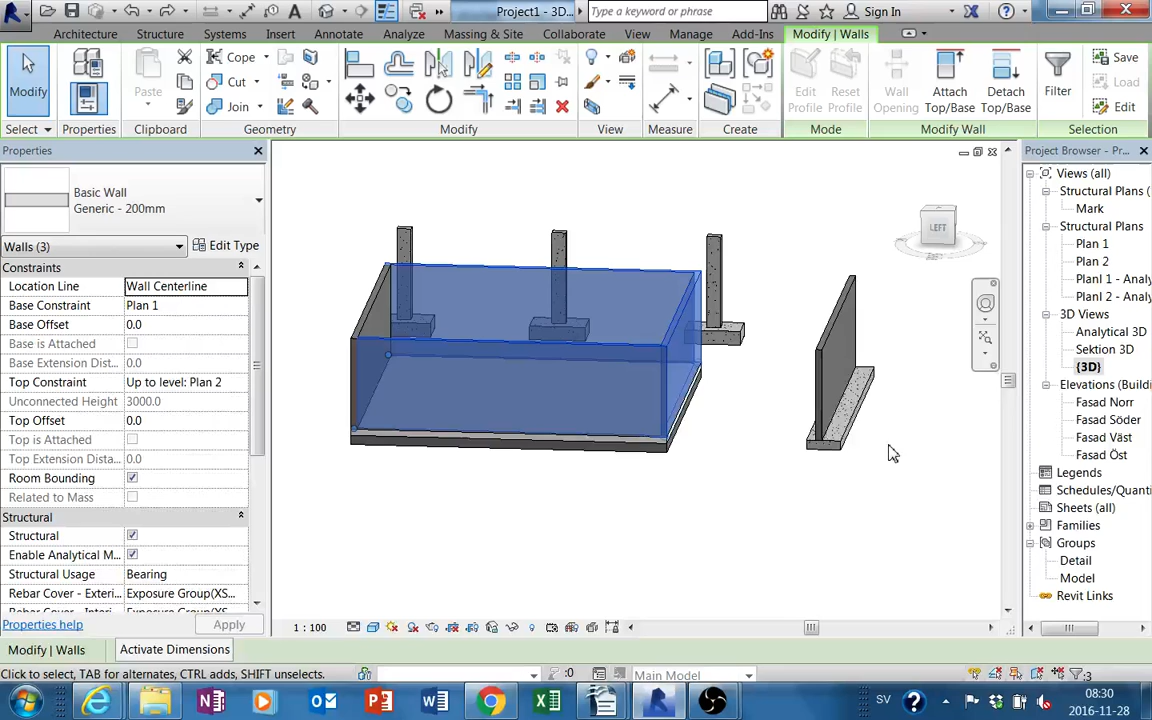 Project1 - 3D...
Type a keyword or phrase
Sign In
Architecture
Structure
Systems
Insert
Annotate
Analyze
Massing & Site
Collaborate
View
Manage
Add-Ins
Modify | Walls
Modify
Paste
Cope
Cut
Join
Edit
Profile
Reset
Profile
Wall
Opening
Attach
Top/Base
Detach
Top/Base
Filter
Save
Load
Edit
Select
Properties
Clipboard
Geometry
Modify
View
Measure
Create
Mode
Modify Wall
Selection
Properties
Basic Wall
Generic - 200mm
Walls (3)
Edit Type
Constraints
Location Line
Wall Centerline
Base Constraint
Plan 1
Base Offset
0.0
Base is Attached
Base Extension Dist...
0.0
Top Constraint
Up to level: Plan 2
Unconnected Height
3000.0
Top Offset
0.0
Top is Attached
Top Extension Dista...
0.0
Room Bounding
Related to Mass
Structural
Structural
Enable Analytical M...
Structural Usage
Bearing
Rebar Cover - Exteri...
Exposure Group(XS...
Properties help
Apply
LEFT
Project Browser - Pr...
Views (all)
Structural Plans (
Mark
Structural Plans
Plan 1
Plan 2
Planl 1 - Analy
Plan 2 - Analy
3D Views
Analytical 3D
Sektion 3D
{3D}
Elevations (Buildi
Fasad Norr
Fasad Söder
Fasad Väst
Fasad Öst
Legends
Schedules/Quanti
Sheets (all)
Families
Groups
Detail
Model
Revit Links
1 : 100
Modify | Walls
Activate Dimensions
Click to select, TAB for alternates, CTRL adds, SHIFT unselects.
:0
Main Model
:3
SV
08:30
2016-11-28